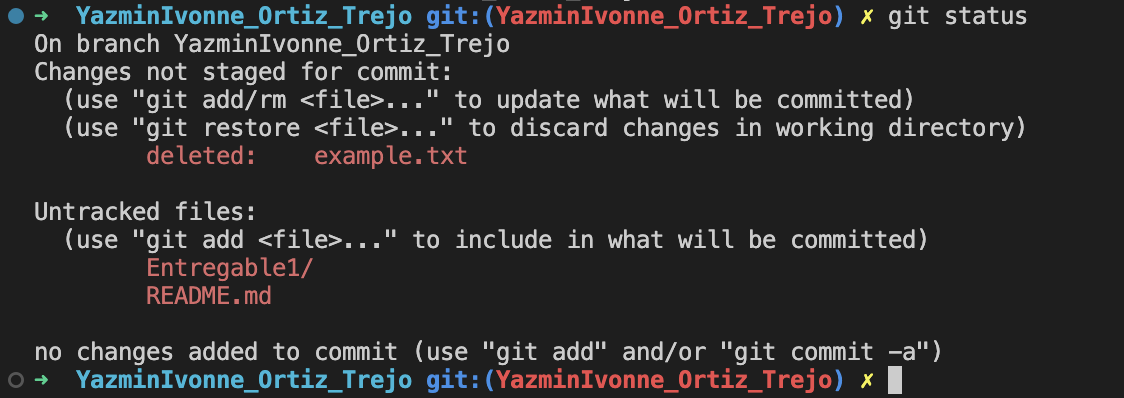 ➜  YazminIvonne_Ortiz_Trejo git:(YazminIvonne_Ortiz_Trejo) ✗ git status
On branch YazminIvonne_Ortiz_Trejo
Changes not staged for commit:
  (use "git add/rm <file>..." to update what will be committed)
  (use "git restore <file>..." to discard changes in working directory)
        deleted:    example.txt

Untracked files:
  (use "git add <file>..." to include in what will be committed)
        Entregable1/
        README.md

no changes added to commit (use "git add" and/or "git commit -a")
➜  YazminIvonne_Ortiz_Trejo git:(YazminIvonne_Ortiz_Trejo) ✗